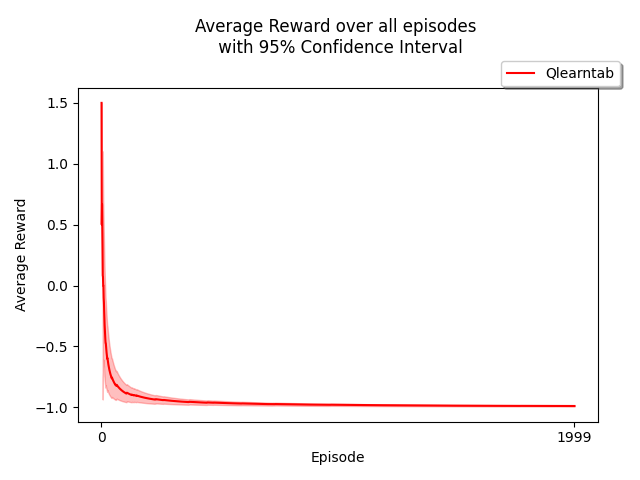 Average Reward over all episodes
with 95% Confidence Interval
Qlearntab
1.5
1.0
0.5
0.0
−0.5
−1.0
Average Reward
0
1999
Episode